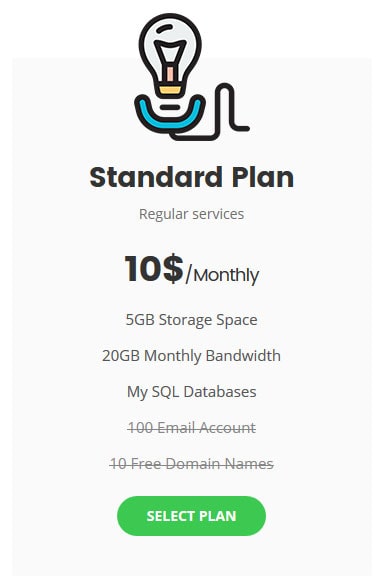 Standard Plan
Regular services
10$/Monthly
5GB Storage Space
20GB Monthly Bandwidth
My SQL Databases
100 Email Account
10 Free Domain Names
SELECT PLAN